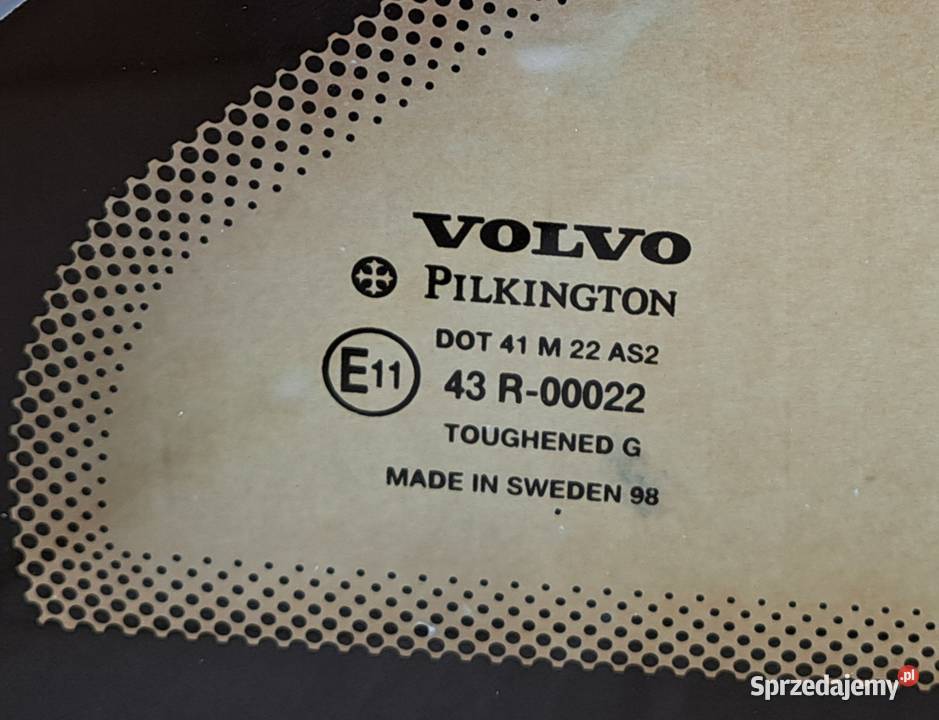 VOLVO
PILKINGTON
DOT 41 M 22 AS2
E11
43 R-00022
TOUGHENED G
MADE IN SWEDEN 98
Sprzedajemy.pl